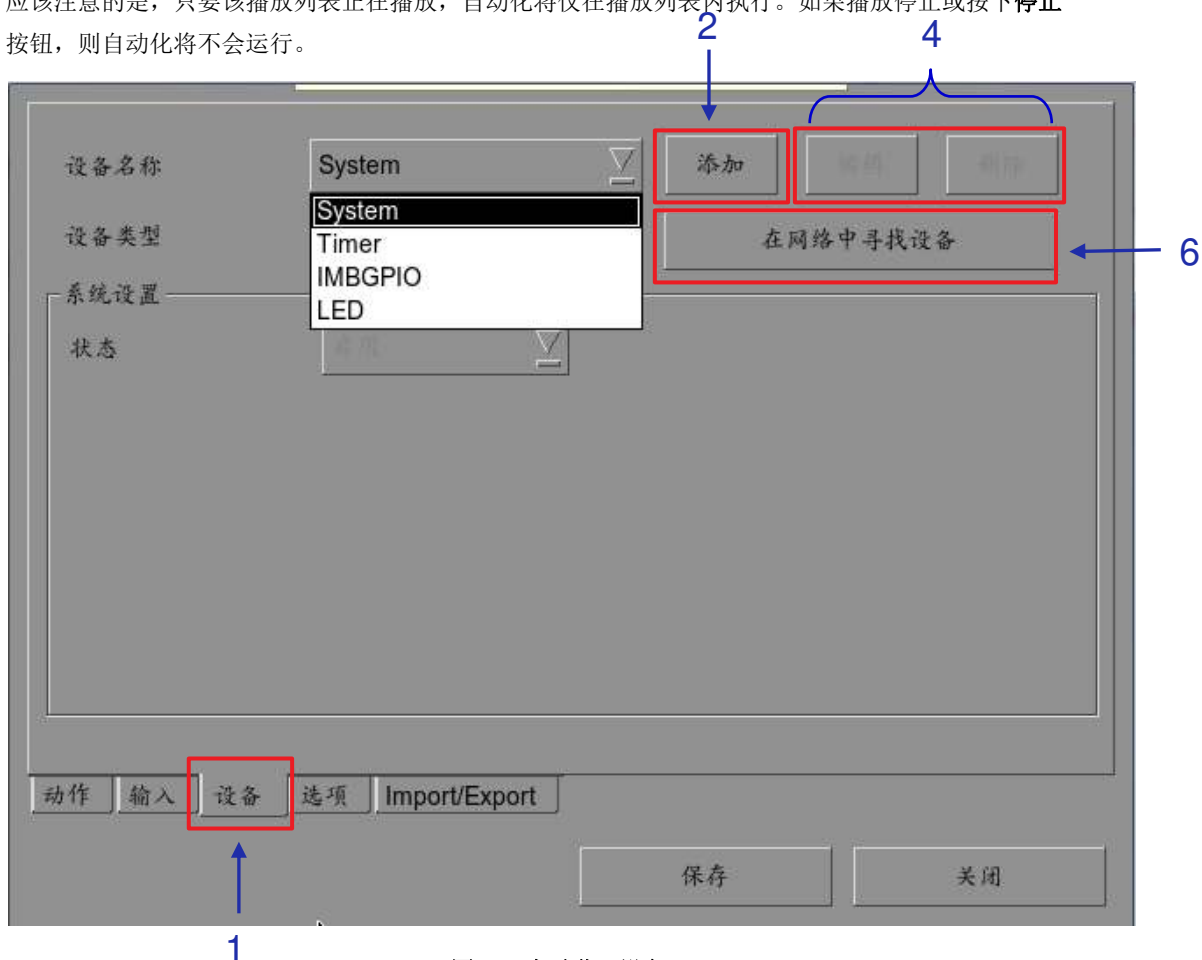 应该注意的是，只要该播放列表正在播放，自动化将仅在播放列表内执行。如果播放停止或按下停止
按钮，则自动化将不会运行。
2
4
设备名称
System
添加
编辑
删除
System
设备类型
Timer
在网络中寻找设备
6
IMBGPIO
系统设置
LED
状态
动作
输入
设备
选项
Import/Export
保存
关闭
1